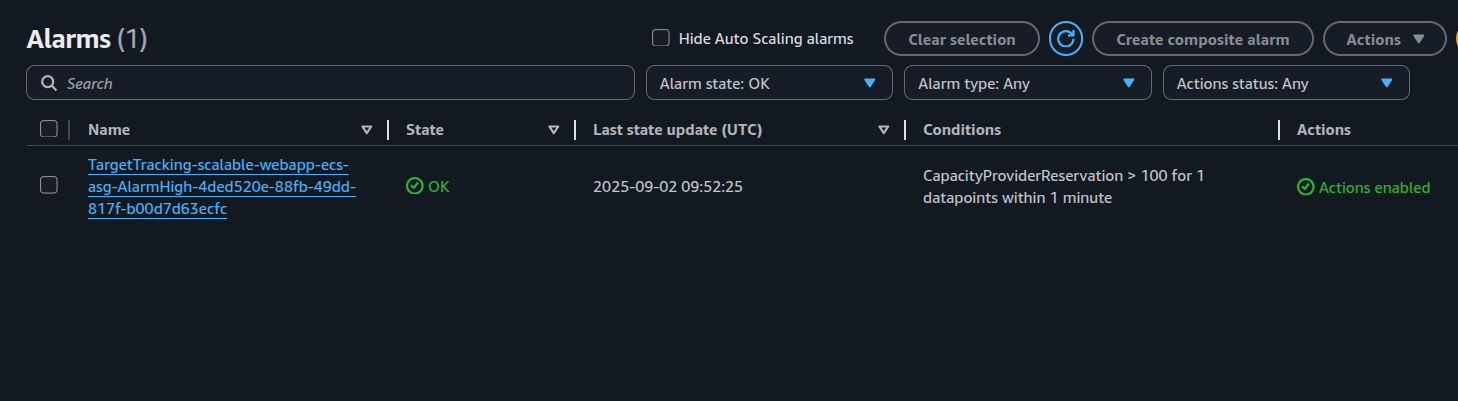 Alarms (1)
Hide Auto Scaling alarms
Clear selection
Create composite alarm
Actions
Search
Alarm state: OK
Alarm type: Any
Actions status: Any
Name
State
Last state update (UTC)
Conditions
Actions
TargetTracking-scalable-webapp-ecs-
asg-AlarmHigh-4ded520e-88fb-49dd-
817f-b00d7d63ecfc
OK
2025-09-02 09:52:25
CapacityProviderReservation > 100 for 1
datapoints within 1 minute
Actions enabled